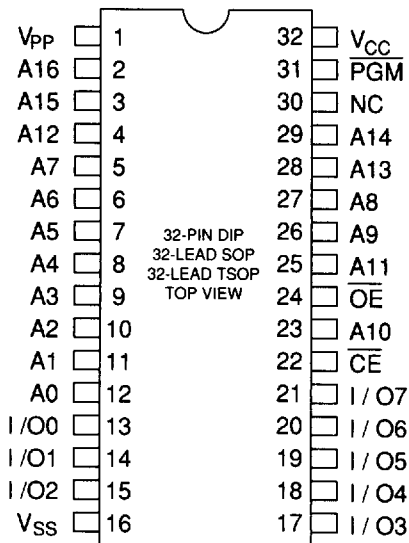 VPP 1 32 VCC
A16 2 31 PGM
A15 3 30 NC
A12 4 29 A14
A7 5 28 A13
A6 6 27 A8
A5 7 32-PIN DIP 26 A9
A4 8 32-LEAD SOP 25 A11
32-LEAD TSOP
A3 9 TOP VIEW 24 OE
A2 10 23 A10
A1 11 22 CE
A0 12 21 I/O7
I/O0 13 20 I/O6
I/O1 14 19 I/O5
I/O2 15 18 I/O4
VSS 16 17 I/O3